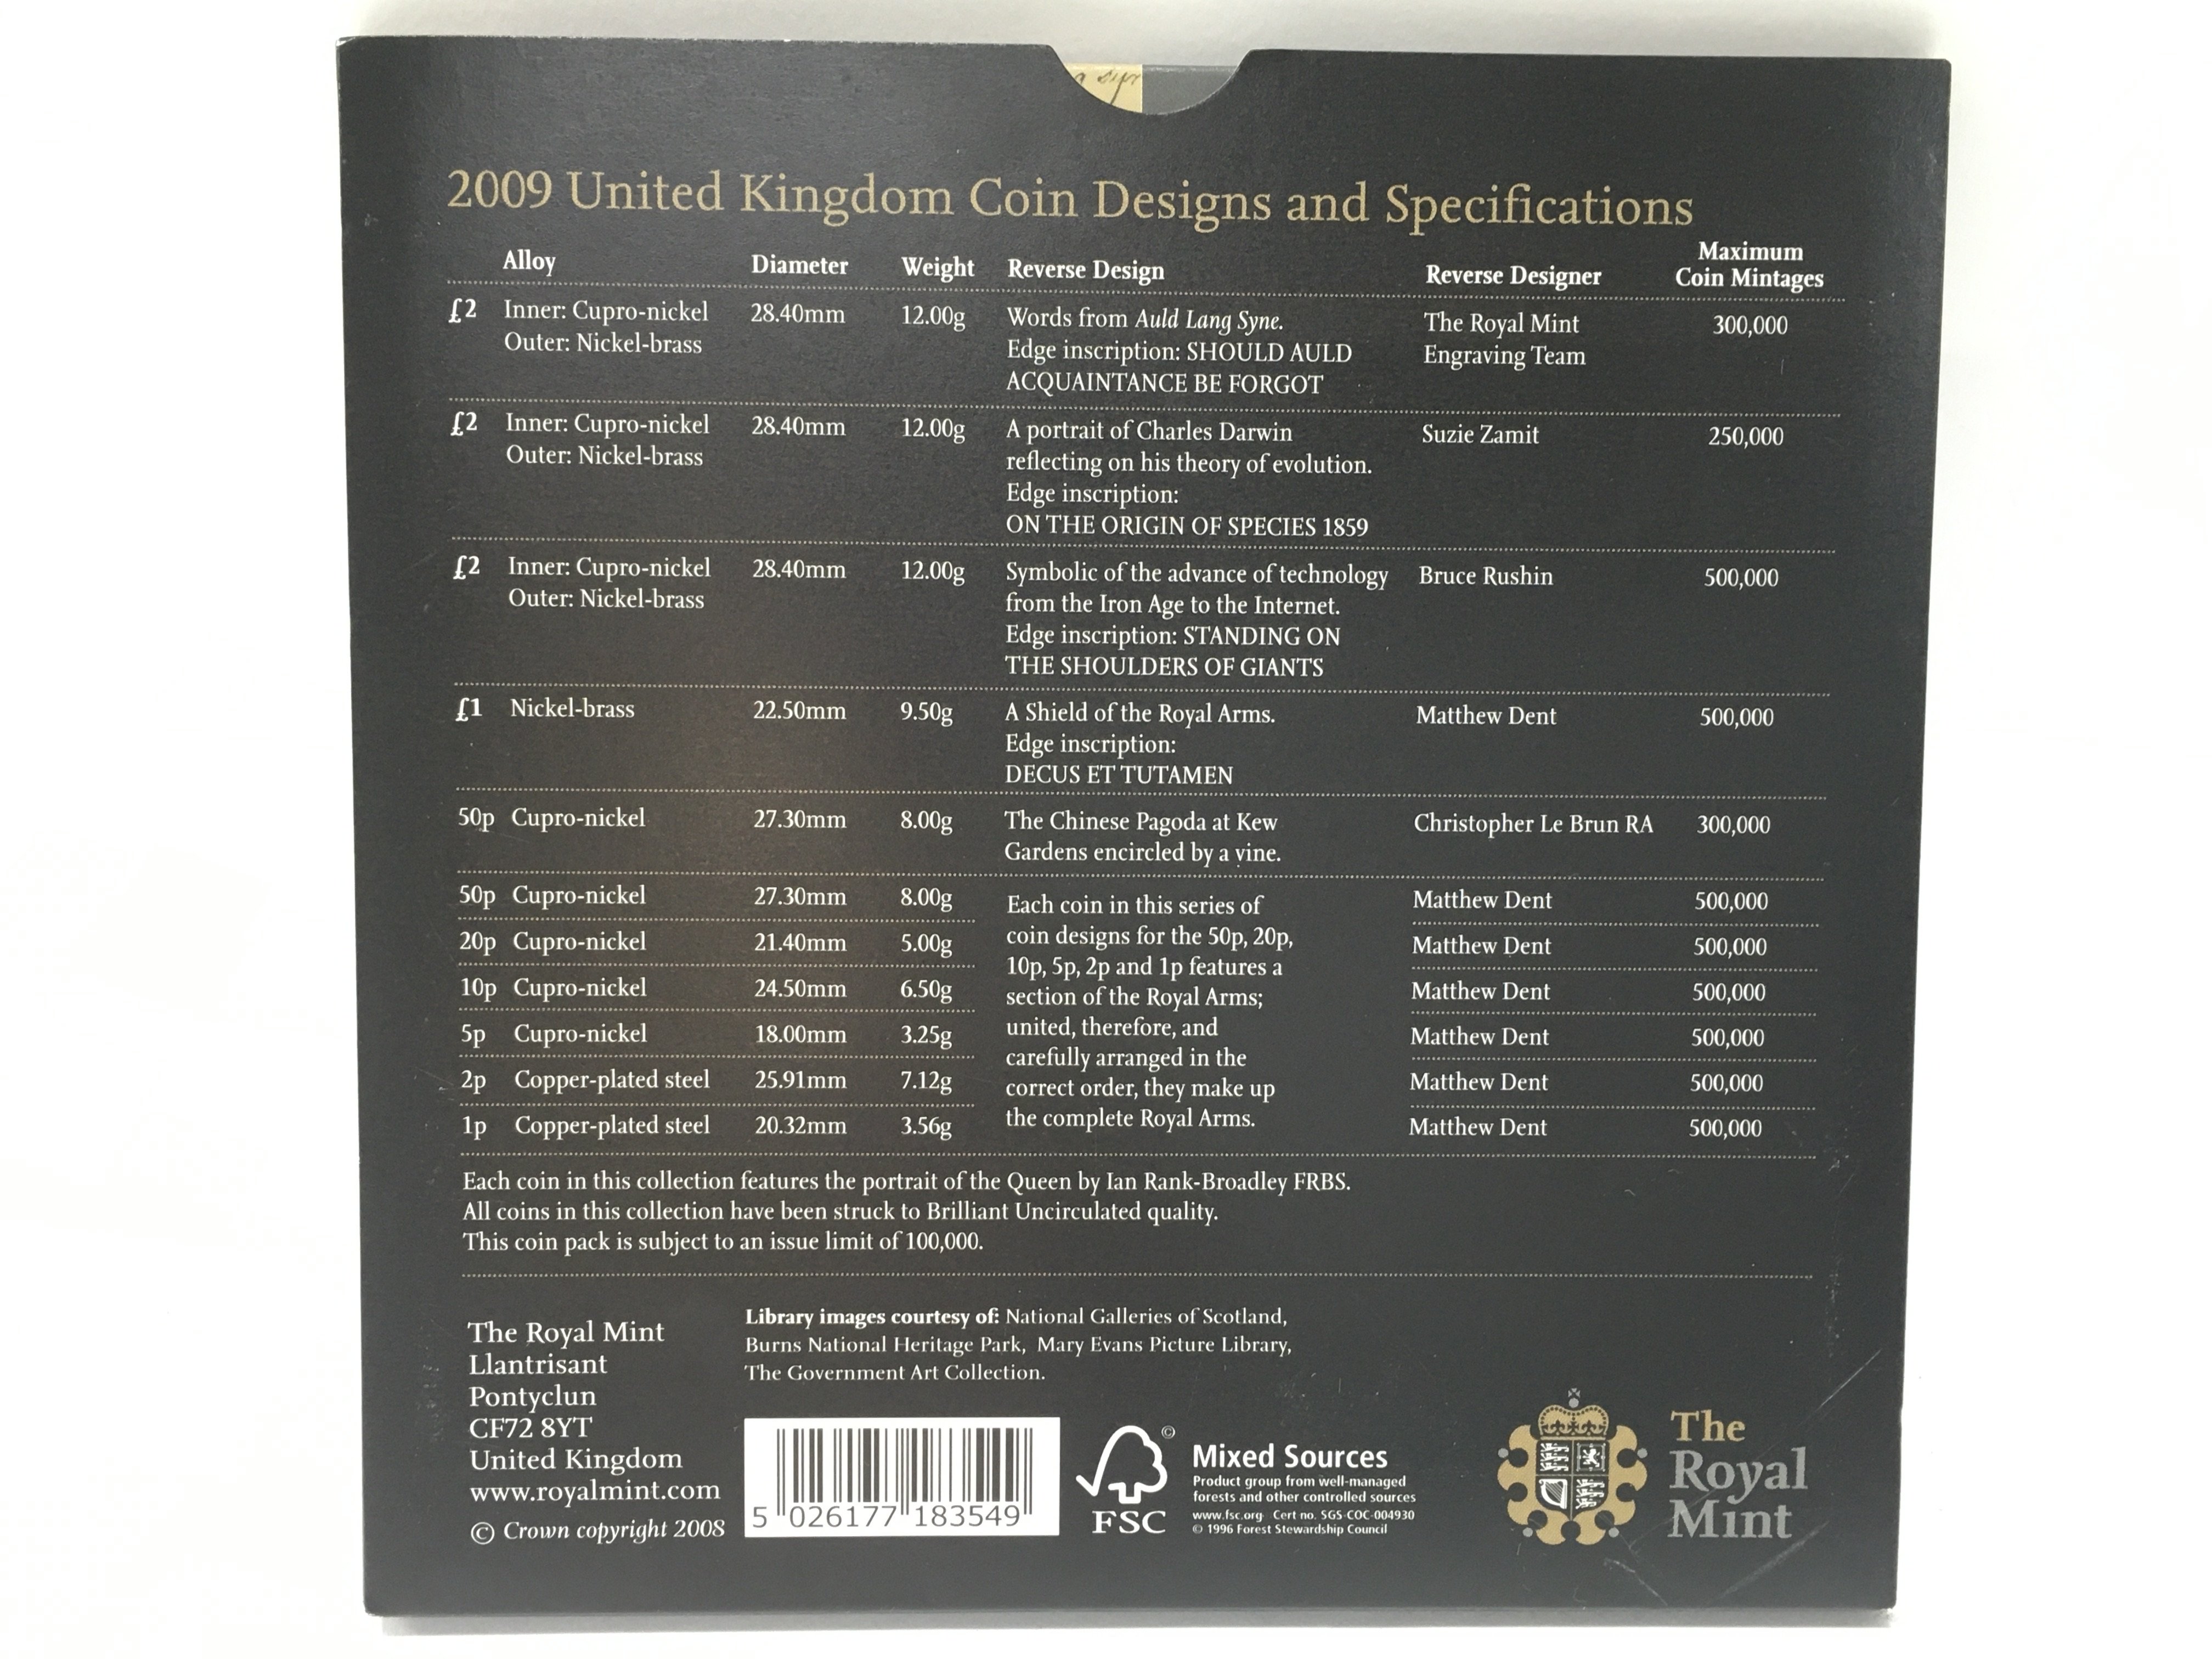 2009 United Kingdom Coin Designs and Specifications
Alloy Diameter Weight Reverse Design Reverse Designer Maximum
Coin Mintages
£2 Inner: Cupro-nickel 28.40mm 12.00g Words from Auld Lang Syne. The Royal Mint 300,000
Outer: Nickel-brass Edge inscription: SHOULD AULD Engraving Team
ACQUAINTANCE BE FORGOT
£2 Inner: Cupro-nickel 28.40mm 12.00g A portrait of Charles Darwin Suzie Zamit 250,000
Outer: Nickel-brass reflecting on his theory of evolution.
Edge inscription:
ON THE ORIGIN OF SPECIES 1859
£2 Inner: Cupro-nickel 28.40mm 12.00g Symbolic of the advance of technology Bruce Rushin 500,000
Outer: Nickel-brass from the Iron Age to the Internet.
Edge inscription: STANDING ON
THE SHOULDERS OF GIANTS
£1 Nickel-brass 22.50mm 9.50g A Shield of the Royal Arms. Matthew Dent 500,000
Edge inscription:
DECUS ET TUTAMEN
50p Cupro-nickel 27.30mm 8.00g The Chinese Pagoda at Kew Christopher Le Brun RA 300,000
Gardens encircled by a vine.
50p Cupro-nickel 27.30mm 8.00g Each coin in this series of Matthew Dent 500,000
20p Cupro-nickel 21.40mm 5.00g coin designs for the 50p, 20p, Matthew Dent 500,000
10p, 5p, 2p and 1p features a
10p Cupro-nickel 24.50mm 6.50g section of the Royal Arms; Matthew Dent 500,000
5p Cupro-nickel 18.00mm 3.25g united, therefore, and Matthew Dent 500,000
carefully arranged in the
2p Copper-plated steel 25.91mm 7.12g correct order, they make up Matthew Dent 500,000
1p Copper-plated steel 20.32mm 3.56g the complete Royal Arms. Matthew Dent 500,000
Each coin in this collection features the portrait of the Queen by Ian Rank-Broadley FRBS.
All coins in this collection have been struck to Brilliant Uncirculated quality.
This coin pack is subject to an issue limit of 100,000.
The Royal Mint
Llantrisant
Pontyclun
CF72 8YT
United Kingdom
www.royalmint.com
© Crown copyright 2008
Library images courtesy of: National Galleries of Scotland,
Burns National Heritage Park, Mary Evans Picture Library,
The Government Art Collection.
5 026177 183549
©
FSC
Mixed Sources
Product group from well-managed
forests and other controlled sources
www.fsc.org Cert no. SGS-COC-004930
© 1996 Forest Stewardship Council
The
Royal
Mint